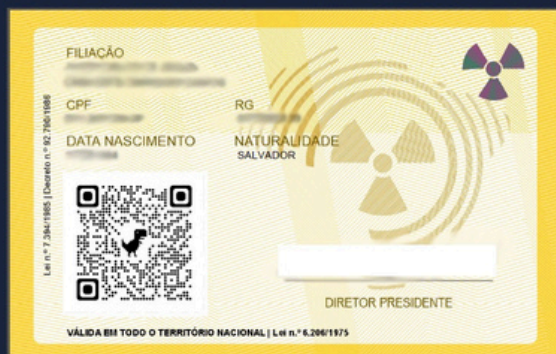 FILIAÇÃO
CPF RG
DATA NASCIMENTO NATURALIDADE
SALVADOR
Lei n.º 7.394/1985 | Decreto n.º 92.790/1986
DIRETOR PRESIDENTE
VÁLIDA EM TODO O TERRITÓRIO NACIONAL | Lei n.º 6.206/1975